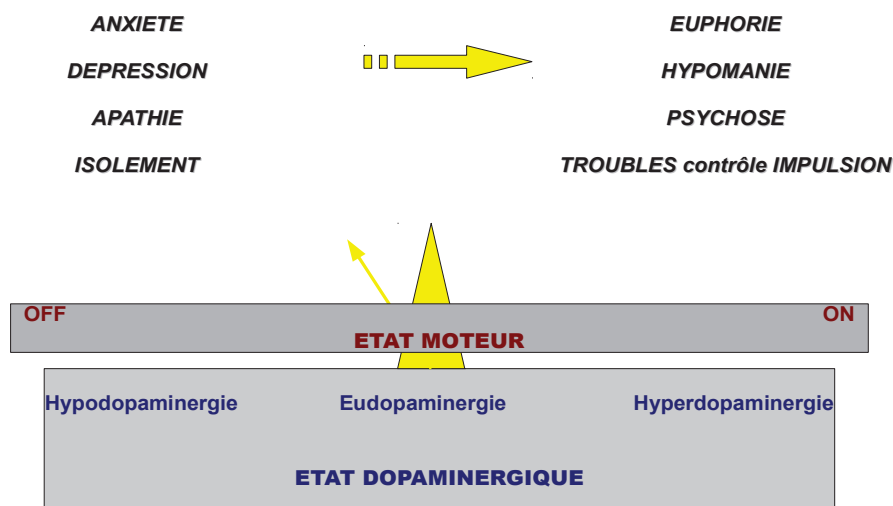 ANXIETE
DEPRESSION
APATHIE
ISOLEMENT
EUPHORIE
HYPOMANIE
PSYCHOSE
TROUBLES contrôle IMPULSION
OFF
ON
ETAT MOTEUR
Hypodopaminergie
Eudopaminergie
Hyperdopaminergie
ETAT DOPAMINERGIQUE